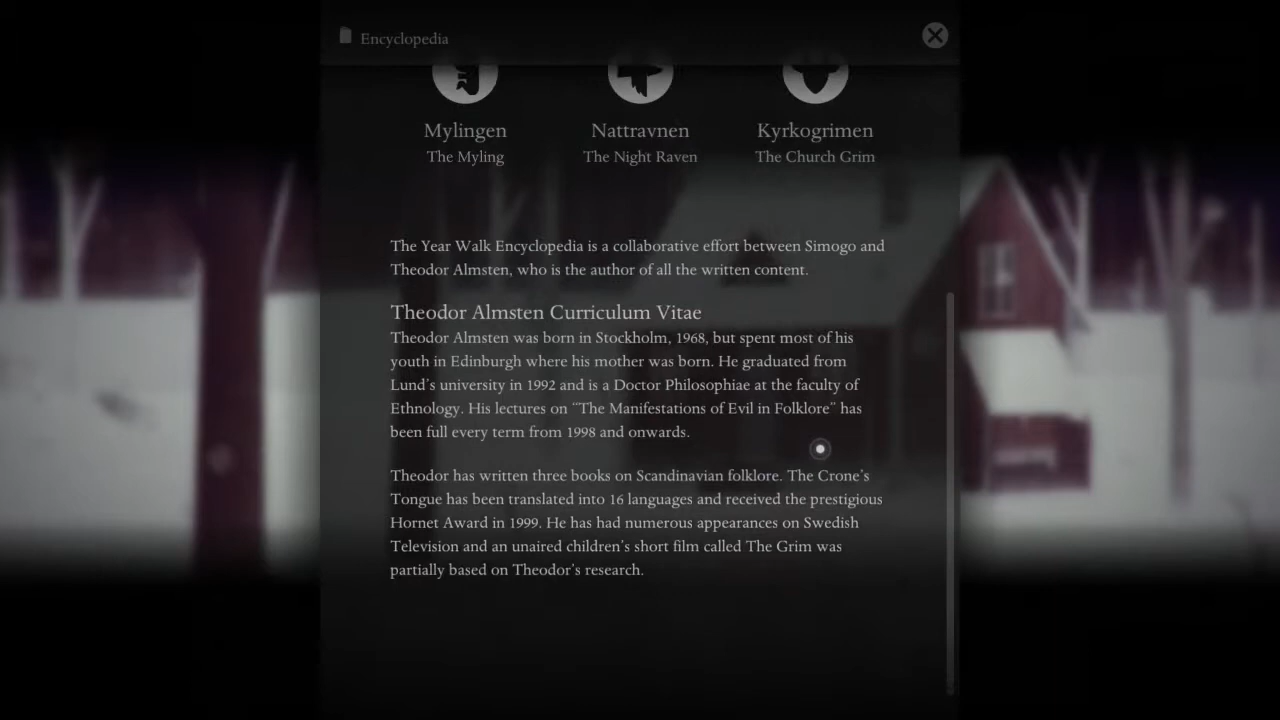 Encyclopedia
Mylingen Nattravnen Kyrkogrimen
The Myling The Night Raven The Church Grim
The Year Walk Encyclopedia is a collaborative effort between Simogo and
Theodor Almsten, who is the author of all the written content.
Theodor Almsten Curriculum Vitae
Theodor Almsten was born in Stockholm, 1968, but spent most of his
youth in Edinburgh where his mother was born. He graduated from
Lund's university in 1992 and is a Doctor Philosophiae at the faculty of
Ethnology. His lectures on "The Manifestations of Evil in Folklore" has
been full every term from 1998 and onwards.
Theodor has written three books on Scandinavian folklore. The Crone's
Tongue has been translated into 16 languages and received the prestigious
Hornet Award in 1999. He has had numerous appearances on Swedish
Television and an unaired children's short film called The Grim was
partially based on Theodor's research.